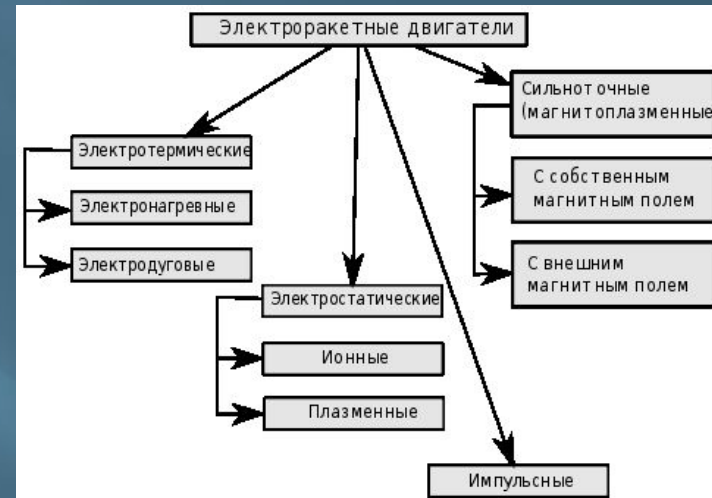 Электроракетные двигатели
Электротермические
Электронагревные
Электродуговые
Электростатические
Ионные
Плазменные
Импульсные
Сильноточные
(магнитоплазменные
С собственным
магнитным полем
С внешним
магнитным полем